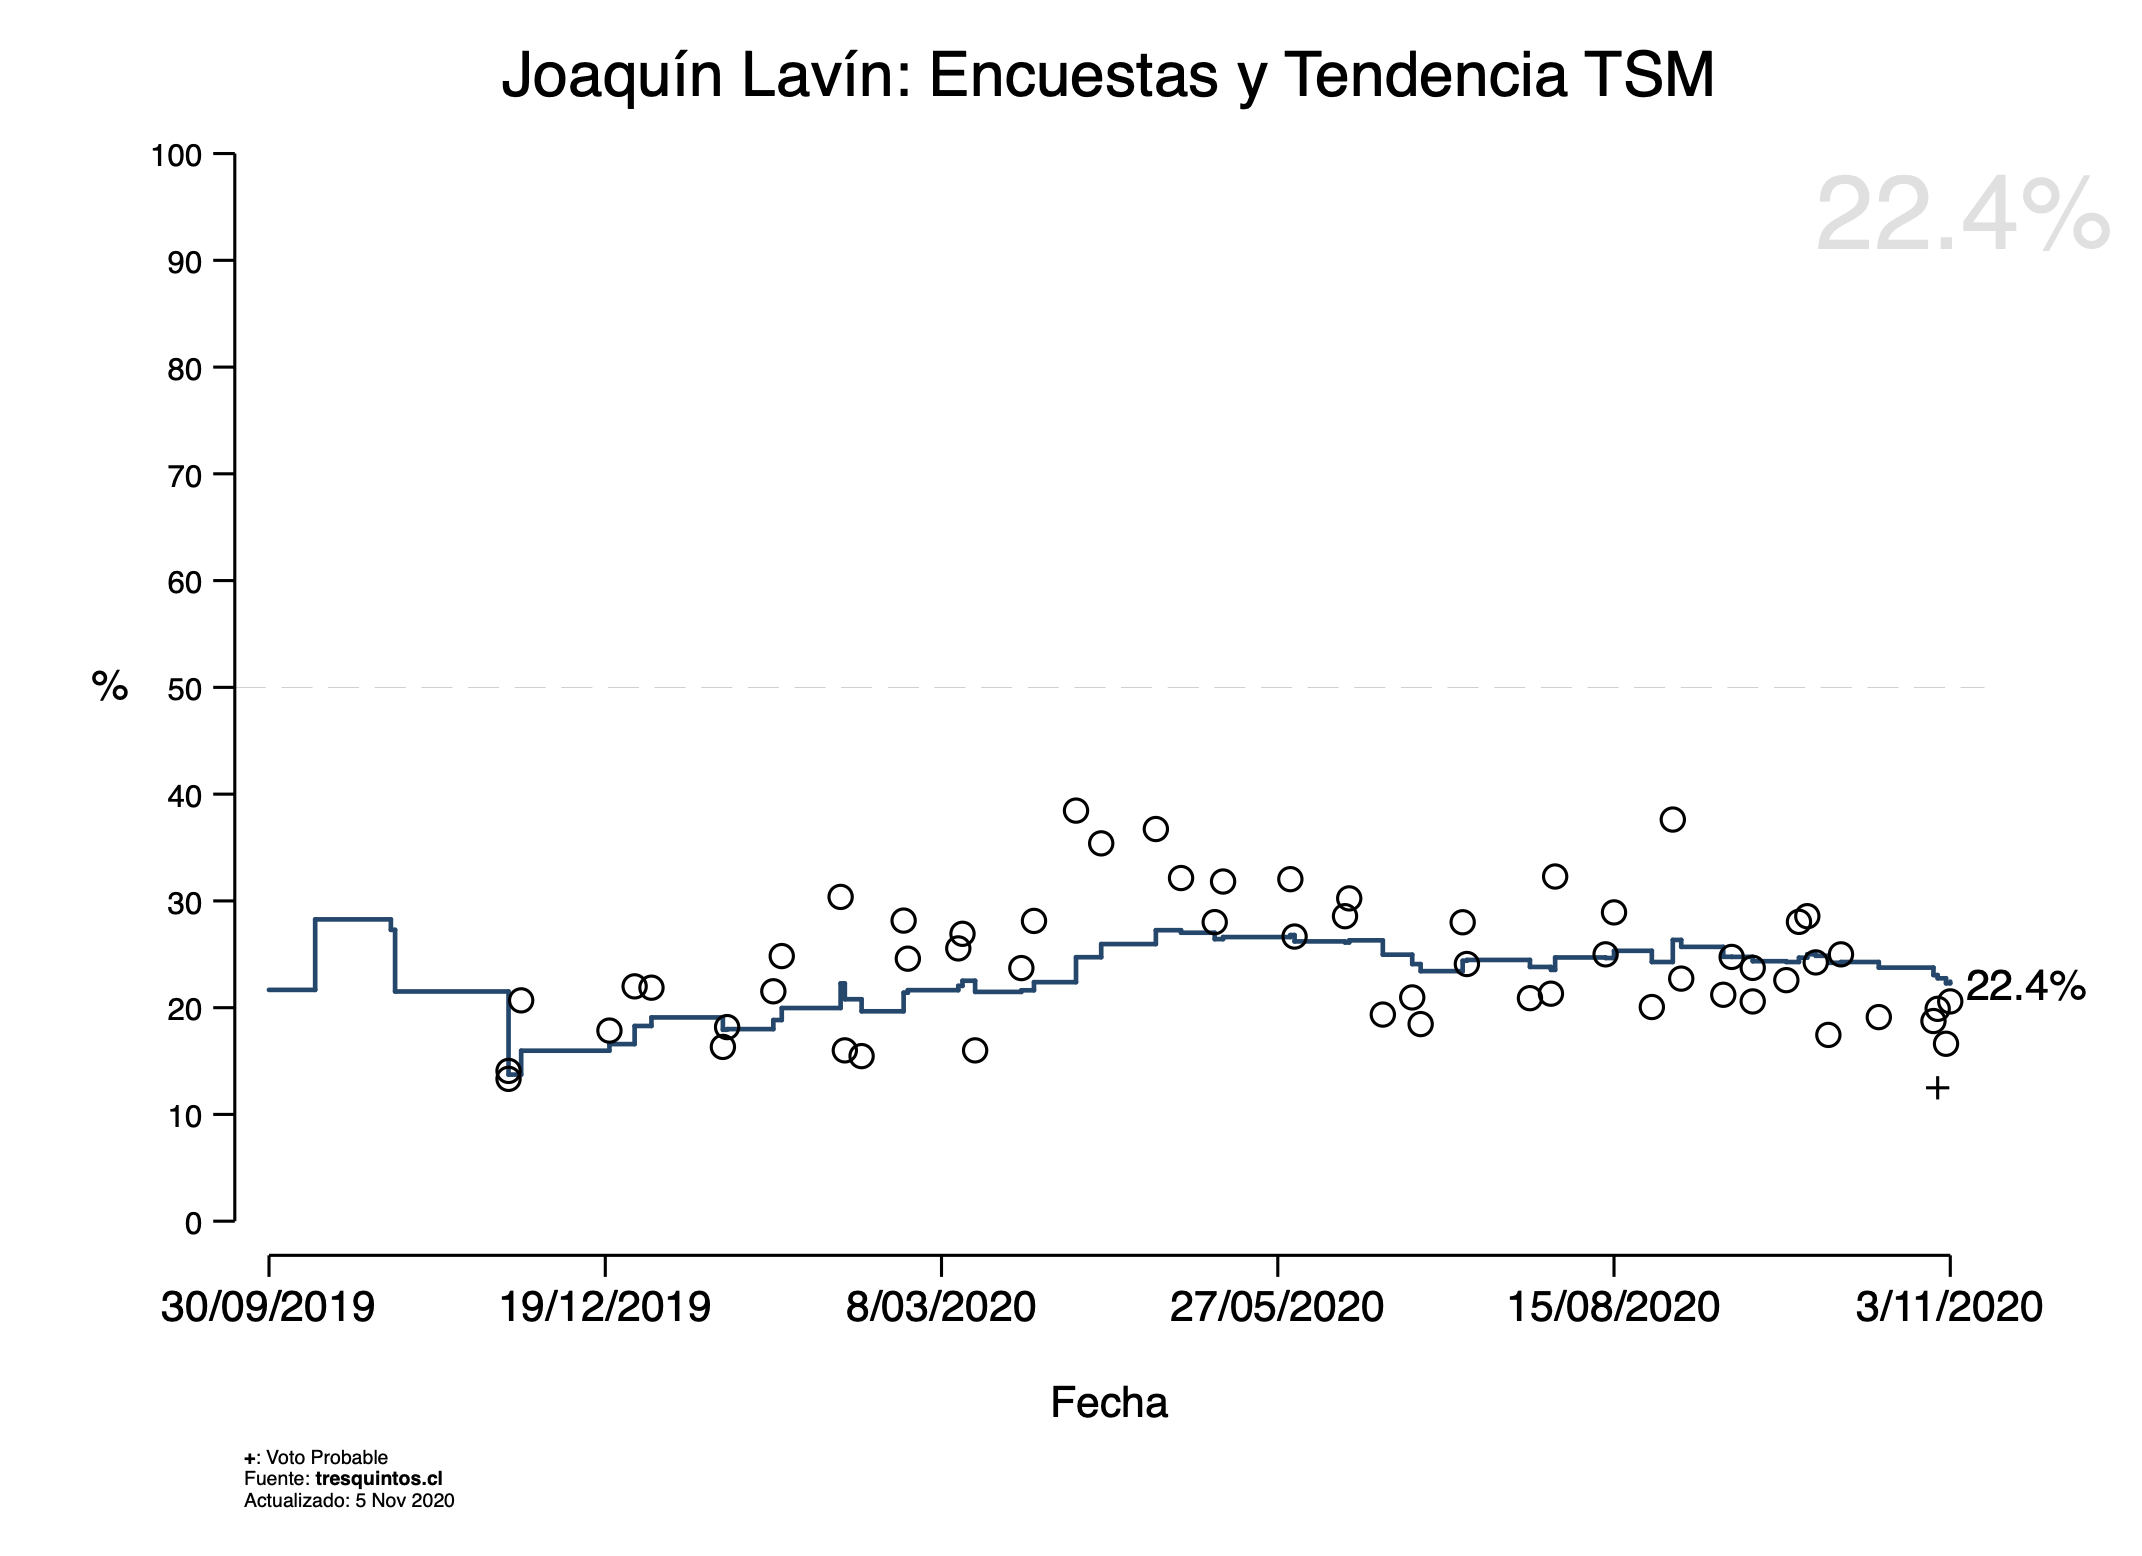 Joaquín Lavín: Encuestas y Tendencia TSM
22.4%
100
90
80
70
60
% 50
40
30
20
10
0
22.4%
30/09/2019 19/12/2019 8/03/2020 27/05/2020 15/08/2020 3/11/2020
Fecha
+: Voto Probable
Fuente: tresquintos.cl
Actualizado: 5 Nov 2020